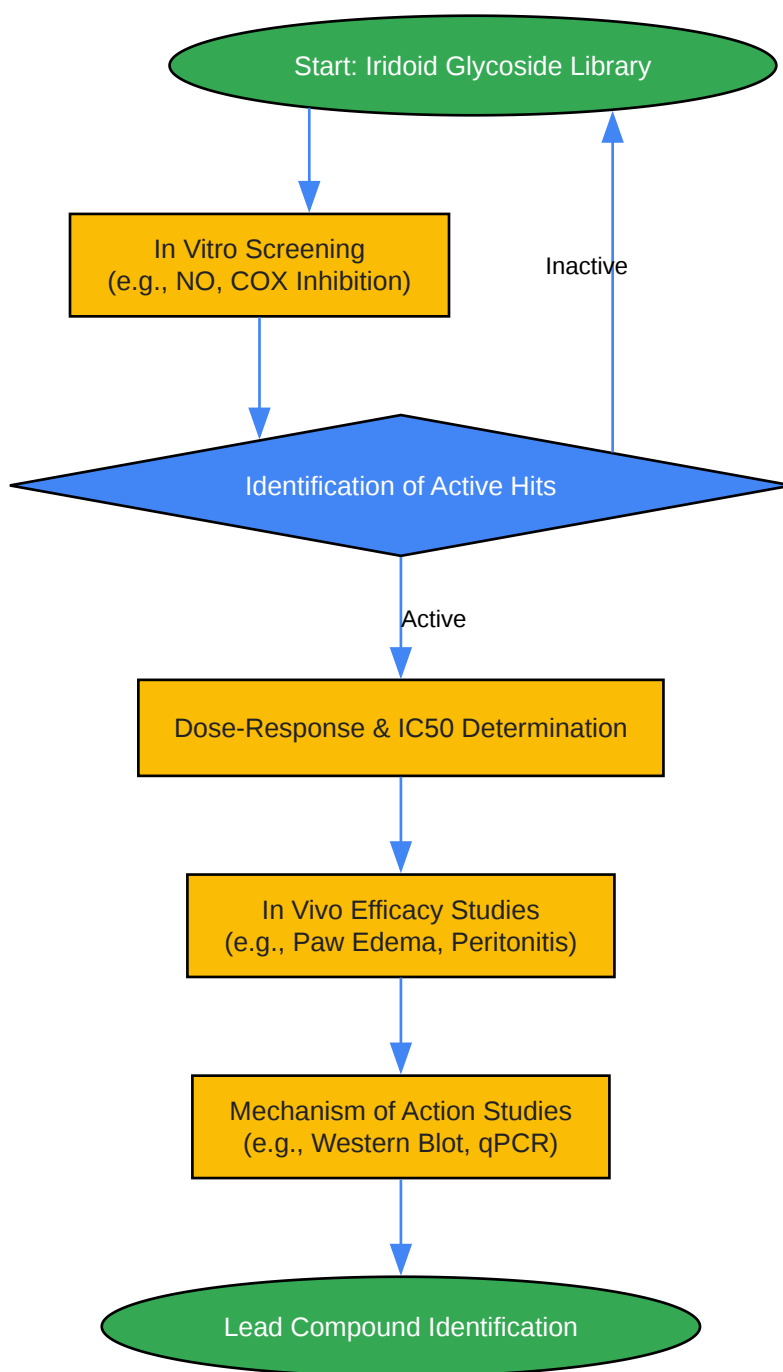 Start: Iridoid Glycoside Library
In Vitro Screening
(e.g., NO, COX Inhibition)
Inactive
Identification of Active Hits
Active
Dose-Response & IC50 Determination
In Vivo Efficacy Studies
(e.g., Paw Edema, Peritonitis)
Mechanism of Action Studies
(e.g., Western Blot, qPCR)
Lead Compound Identification